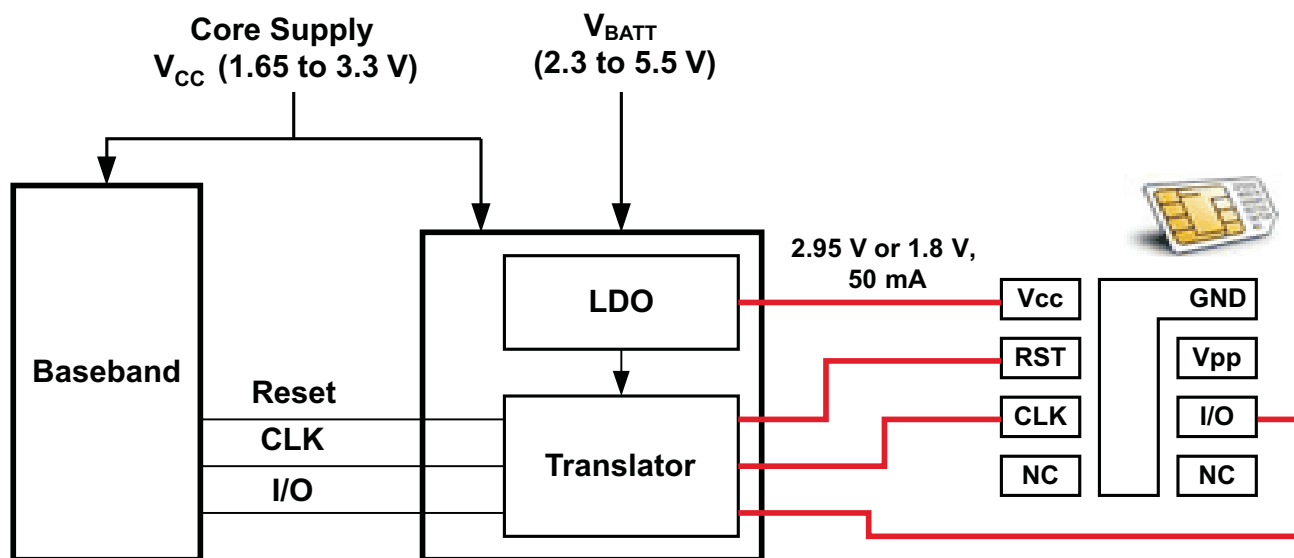 Core Supply
VCC (1.65 to 3.3 V)
VBATT
(2.3 to 5.5 V)
Baseband
Reset
CLK
I/O
LDO
Translator
2.95 V or 1.8 V,
50 mA
Vcc
RST
CLK
NC
GND
Vpp
I/O
NC